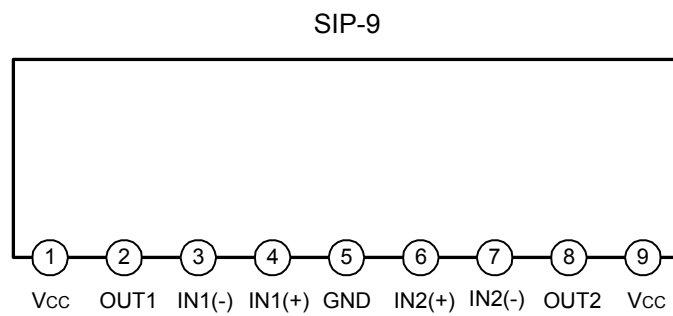 SIP-9
1 2 3 4 5 6 7 8 9
Vcc OUT1 IN1(-) IN1(+) GND IN2(+) IN2(-) OUT2 Vcc